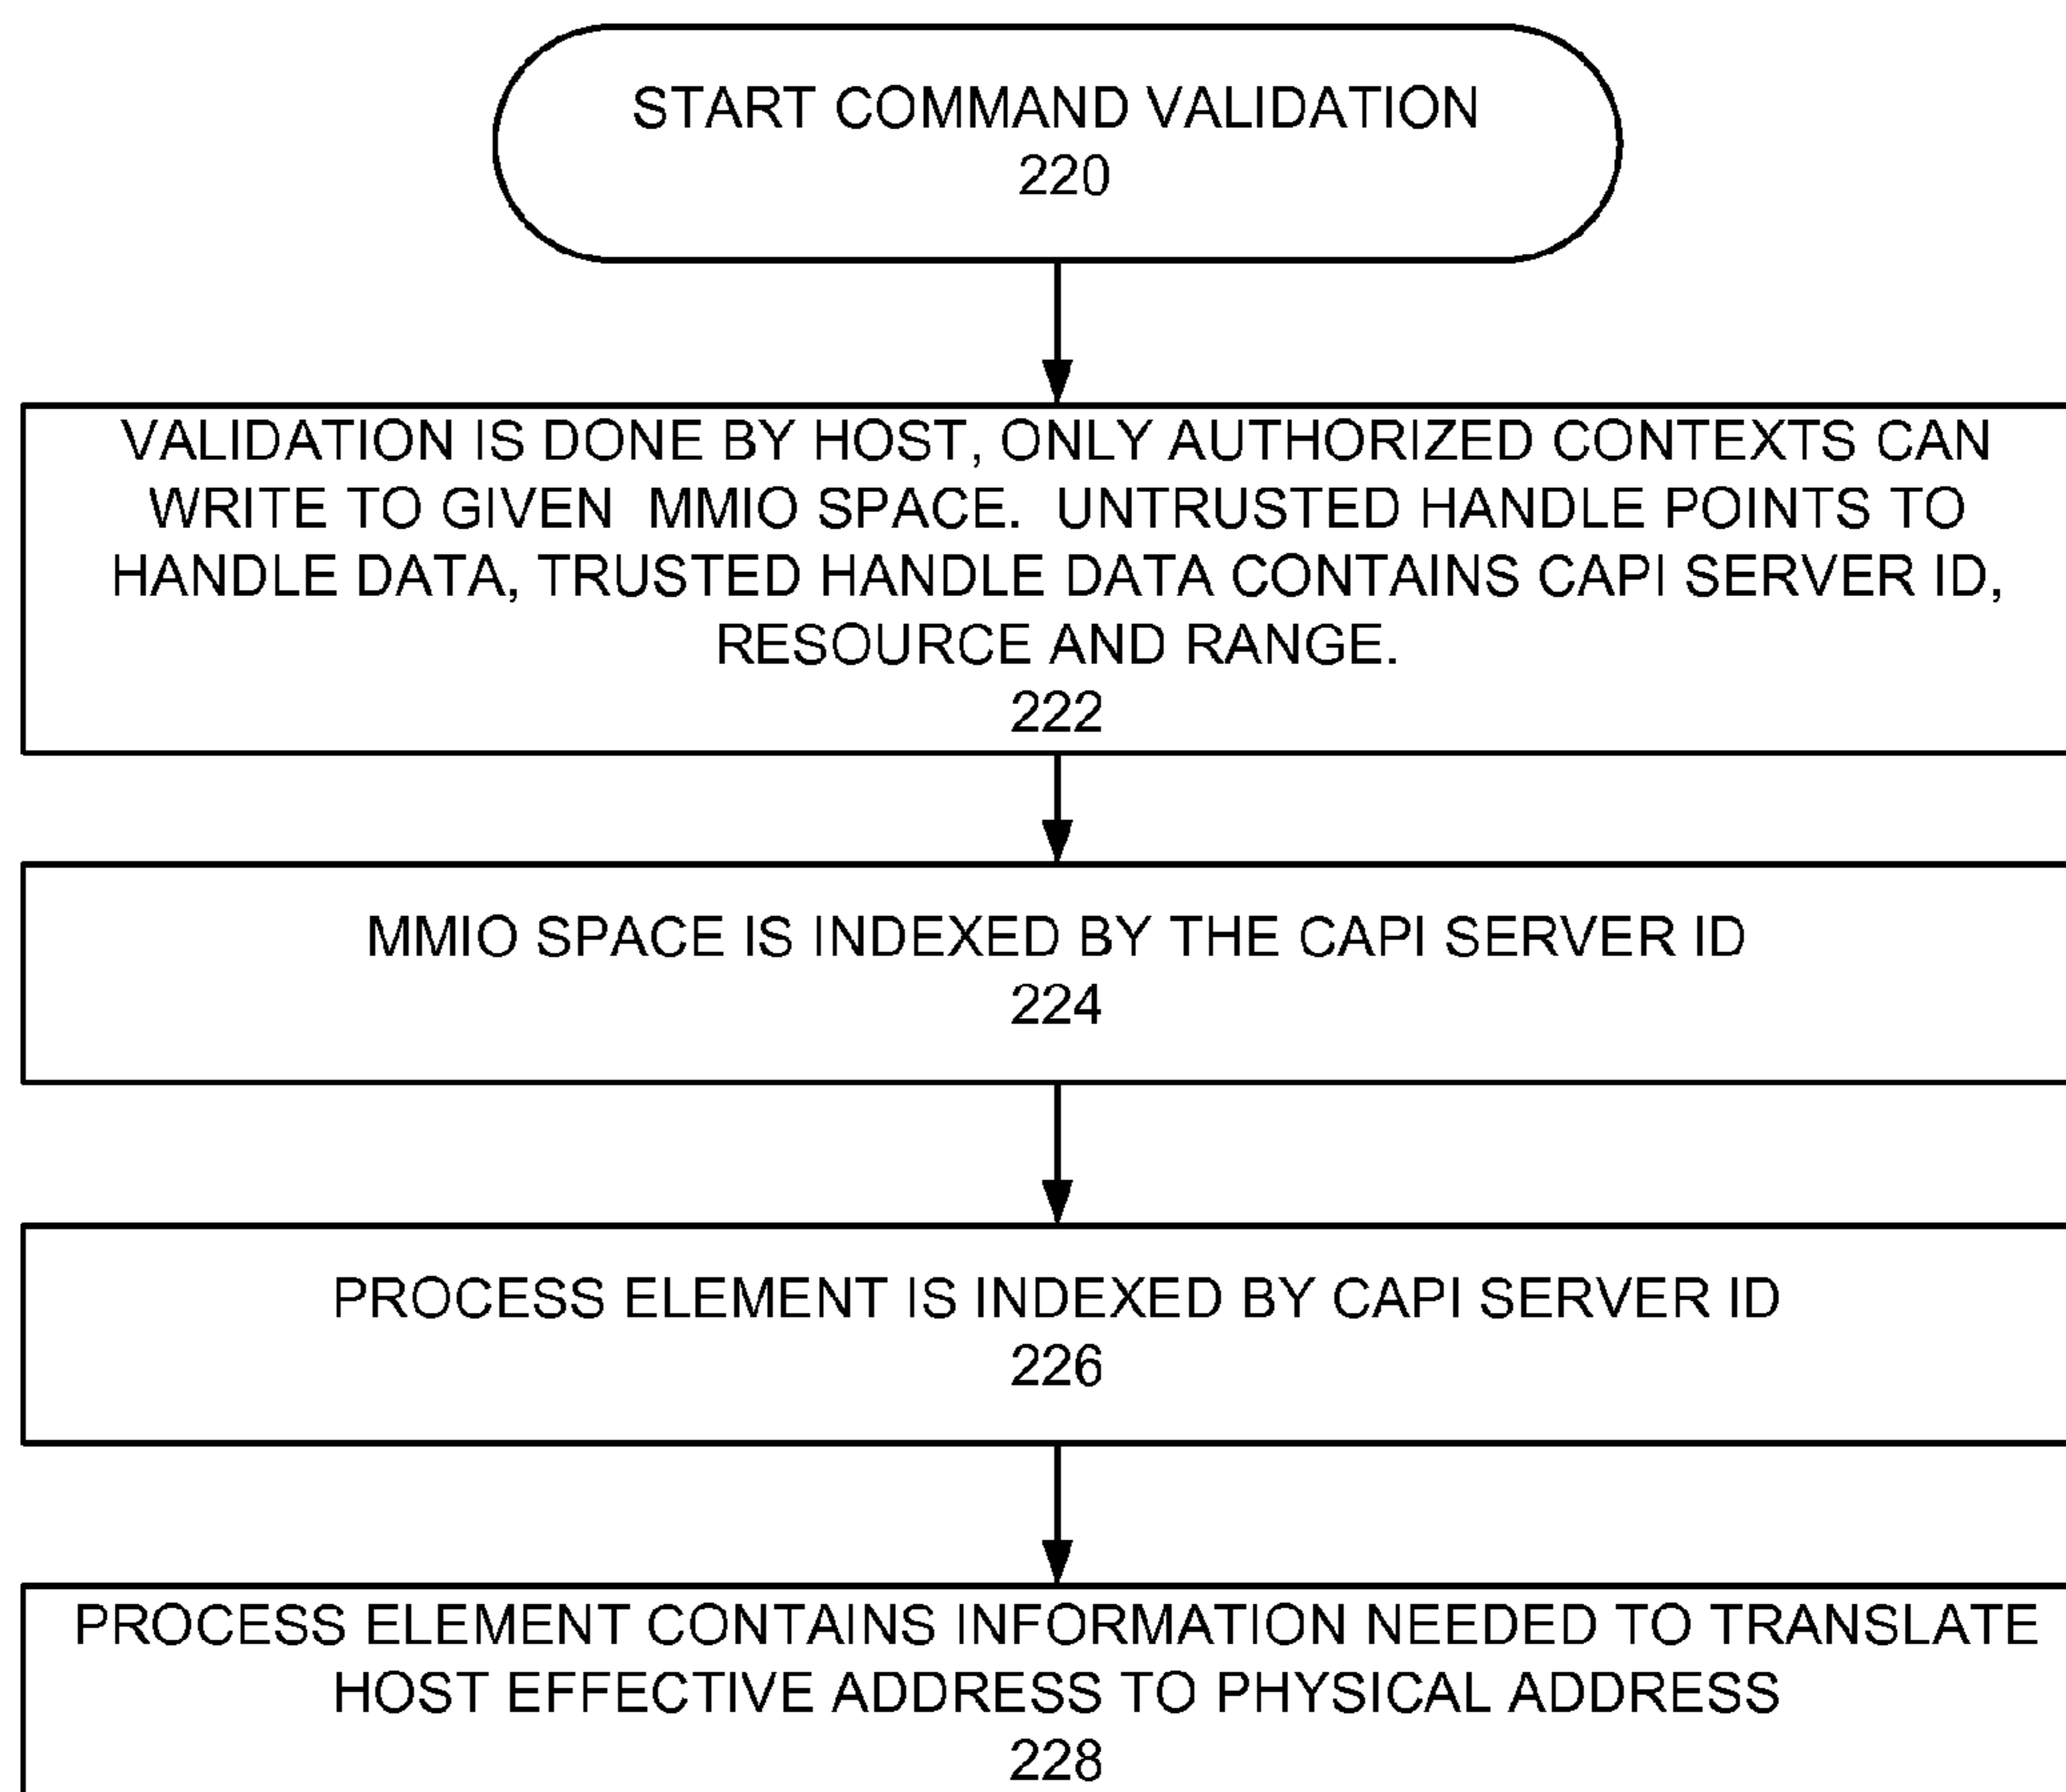 START COMMAND VALIDATION
220
VALIDATION IS DONE BY HOST, ONLY AUTHORIZED CONTEXTS CAN
WRITE TO GIVEN MMIO SPACE. UNTRUSTED HANDLE POINTS TO
HANDLE DATA, TRUSTED HANDLE DATA CONTAINS CAPI SERVER ID,
RESOURCE AND RANGE.
222
MMIO SPACE IS INDEXED BY THE CAPI SERVER ID
224
PROCESS ELEMENT IS INDEXED BY CAPI SERVER ID
226
PROCESS ELEMENT CONTAINS INFORMATION NEEDED TO TRANSLATE
HOST EFFECTIVE ADDRESS TO PHYSICAL ADDRESS
228